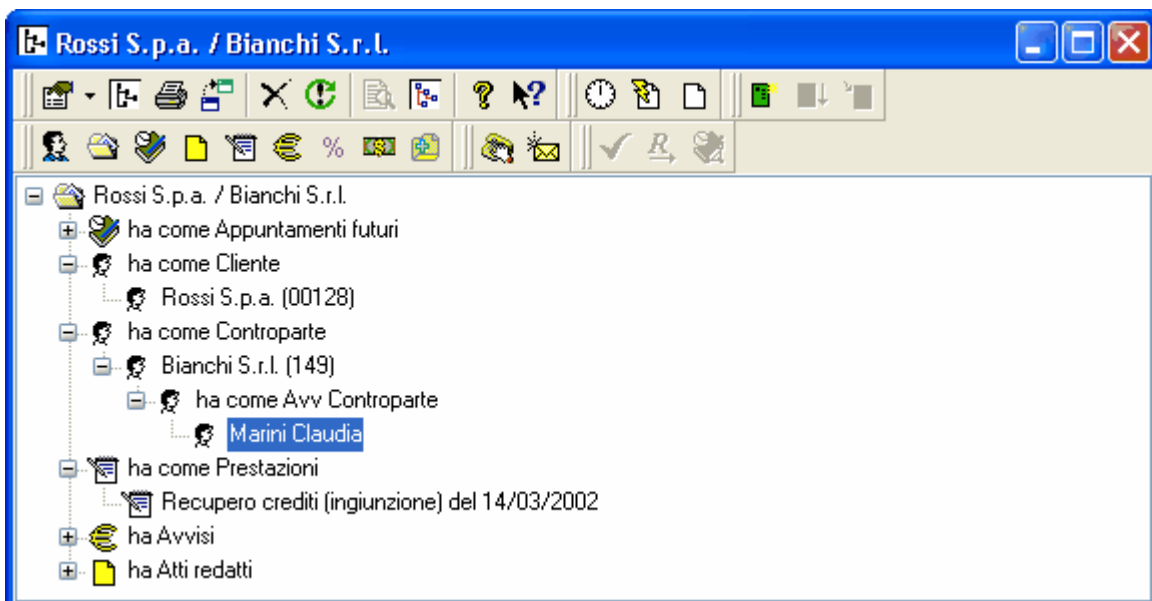 Rossi S.p.a. / Bianchi S.r.l.
Rossi S.p.a. / Bianchi S.r.l.
ha come Appuntamenti futuri
ha come Cliente
Rossi S.p.a. (00128)
ha come Controparte
Bianchi S.r.l. (149)
ha come Avv Controparte
Marini Claudia
ha come Prestazioni
Recupero crediti (ingiunzione) del 14/03/2002
ha Avvisi
ha Atti redatti